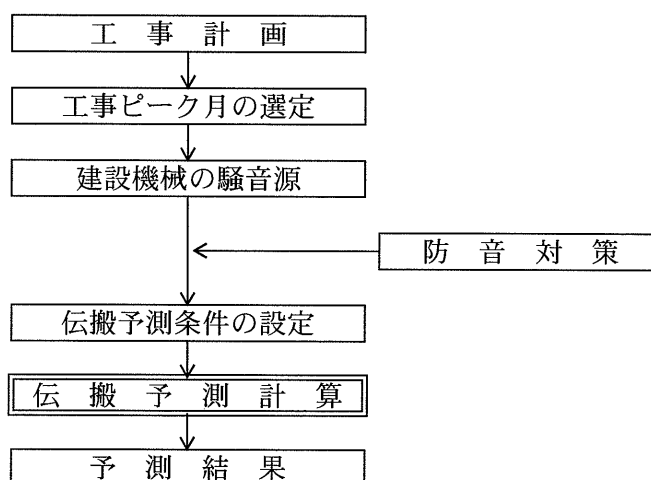 工事計画
工事ピーク月の選定
建設機械の騒音源
防音対策
伝搬予測条件の設定
伝搬予測計算
予測結果